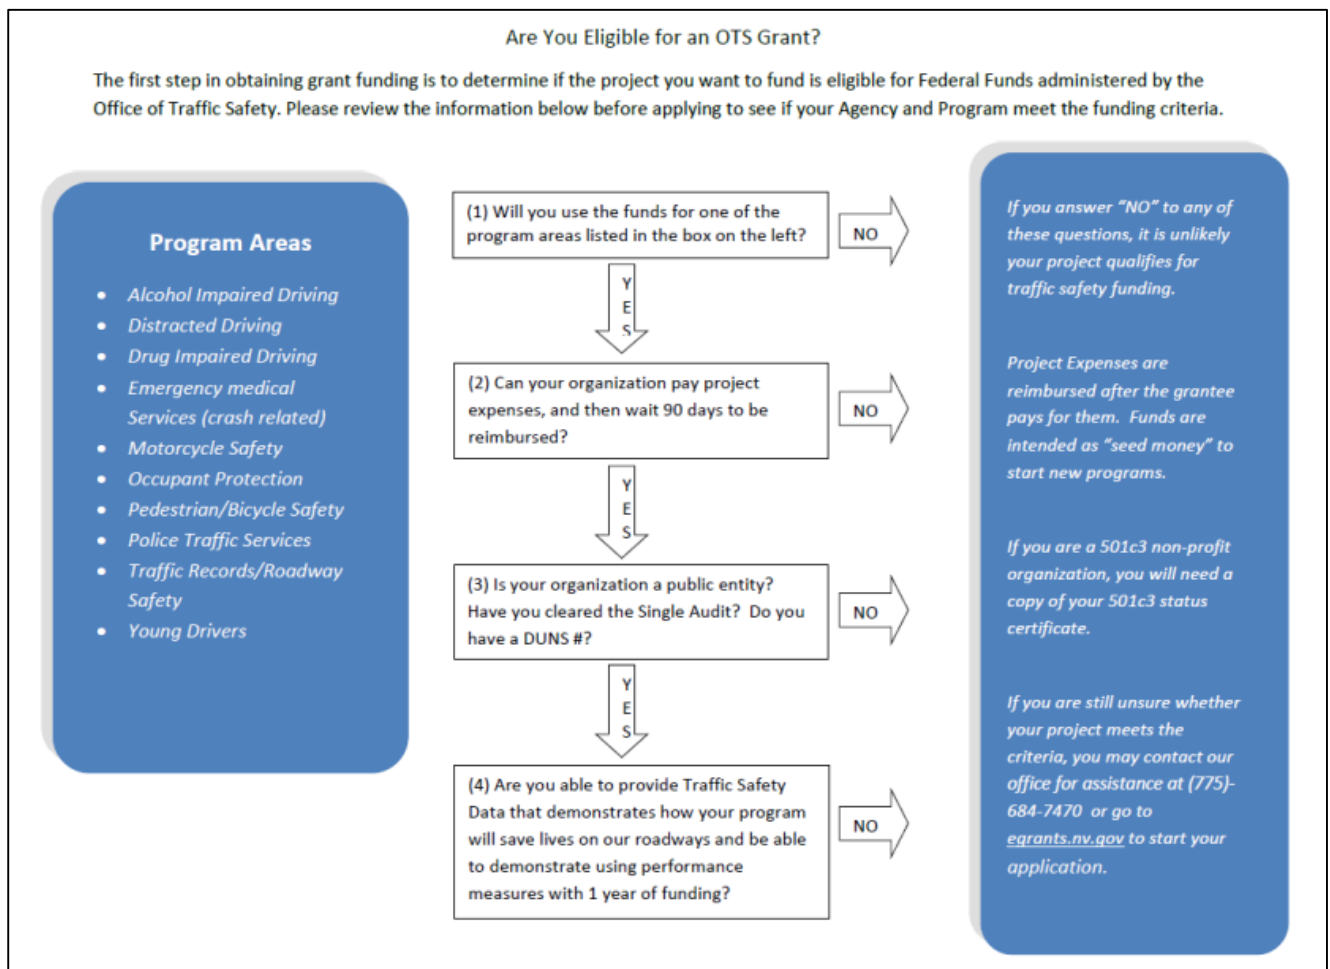 Are You Eligible for an OTS Grant?
The first step in obtaining grant funding is to determine if the project you want to fund is eligible for Federal Funds administered by the
Office of Traffic Safety. Please review the information below before applying to see if your Agency and Program meet the funding criteria.
Program Areas
• Alcohol Impaired Driving
• Distracted Driving
• Drug Impaired Driving
• Emergency medical
Services (crash related)
• Motorcycle Safety
• Occupant Protection
• Pedestrian/Bicycle Safety
• Police Traffic Services
• Traffic Records/Roadway
Safety
• Young Drivers
(1) Will you use the funds for one of the
program areas listed in the box on the left?
NO
Y
E
S
(2) Can your organization pay project
expenses, and then wait 90 days to be
reimbursed?
NO
Y
E
S
(3) Is your organization a public entity?
Have you cleared the Single Audit? Do you
have a DUNS #?
NO
Y
E
S
(4) Are you able to provide Traffic Safety
Data that demonstrates how your program
will save lives on our roadways and be able
to demonstrate using performance
measures with 1 year of funding?
NO
If you answer “NO” to any of
these questions, it is unlikely
your project qualifies for
traffic safety funding.
Project Expenses are
reimbursed after the grantee
pays for them. Funds are
intended as “seed money” to
start new programs.
If you are a 501c3 non-profit
organization, you will need a
copy of your 501c3 status
certificate.
If you are still unsure whether
your project meets the
criteria, you may contact our
office for assistance at (775)-
684-7470 or go to
egrants.nv.gov to start your
application.